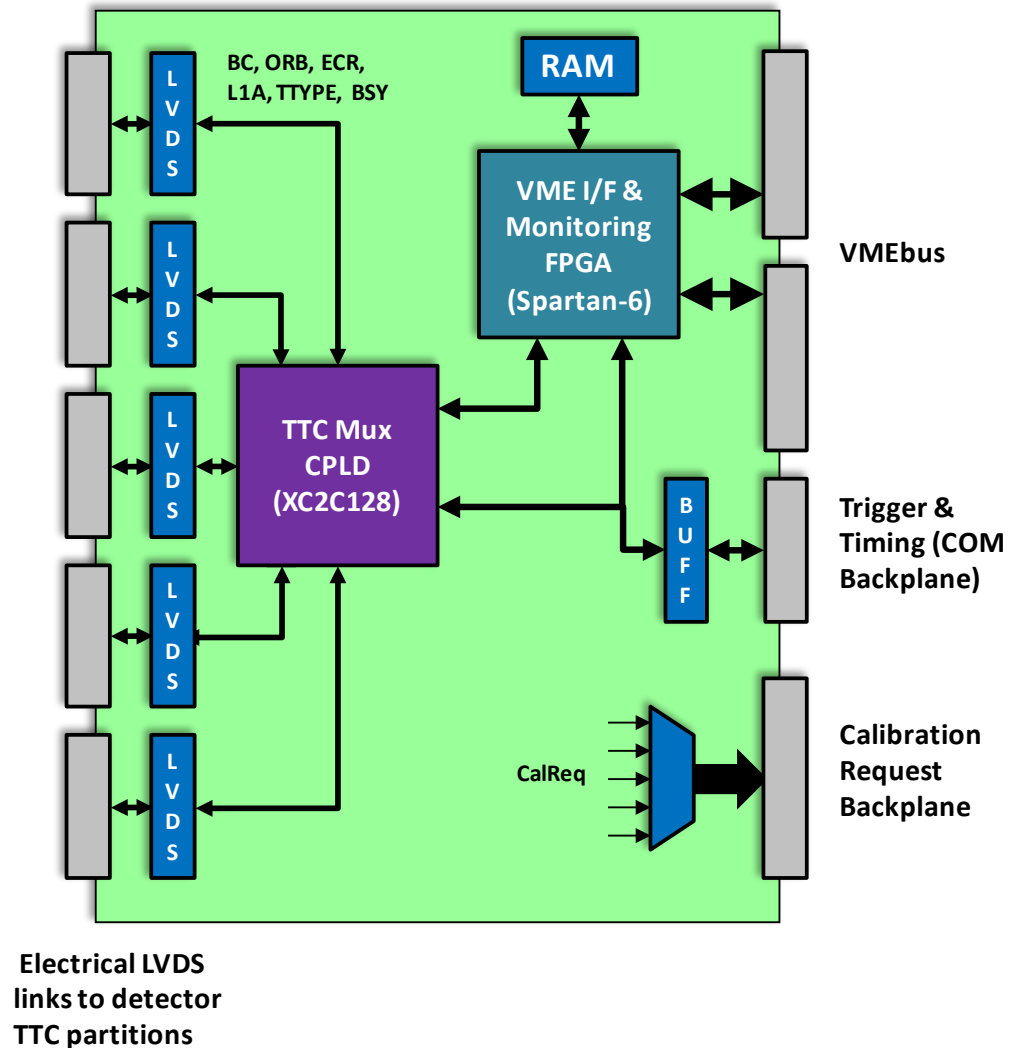 BC, ORB, ECR,
L1A, TTYPE, BSY
RAM
L
V
D
S
VME I/F &
Monitoring
FPGA
(Spartan-6)
VMEbus
L
V
D
S
TTC Mux
CPLD
(XC2C128)
L
V
D
S
B
U
F
F
Trigger &
Timing (COM
Backplane)
L
V
D
S
CalReq
Calibration
Request
Backplane
L
V
D
S
Electrical LVDS
links to detector
TTC partitions